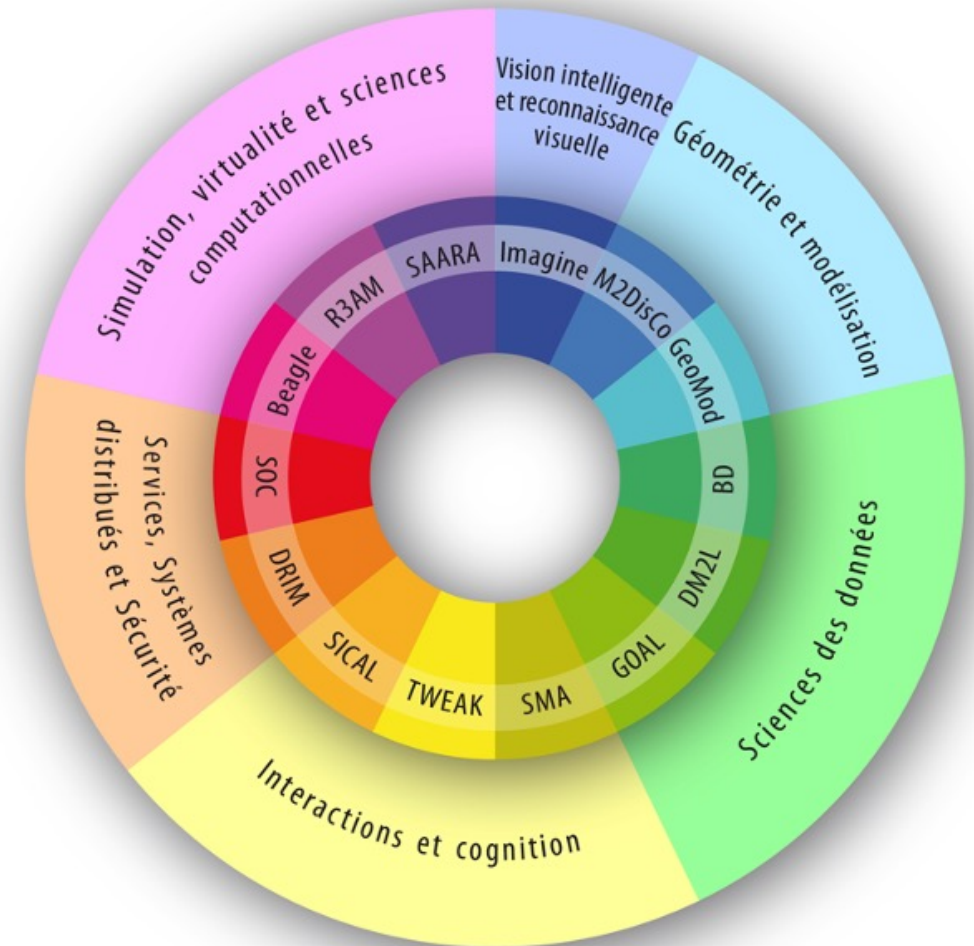 Simulation, virtualité et sciences
computationnelles
Vision intelligente
et reconnaissance
visuelle
Géométrie et modélisation
Sciences des données
Interactions et cognition
Services, Systèmes
distribués et Sécurité
SAARA
Imagine
M2DisCo
GeoMod
BD
DM2L
GOAL
SMA
TWEAK
SICAL
DRIM
SOC
Beagle
R3AM